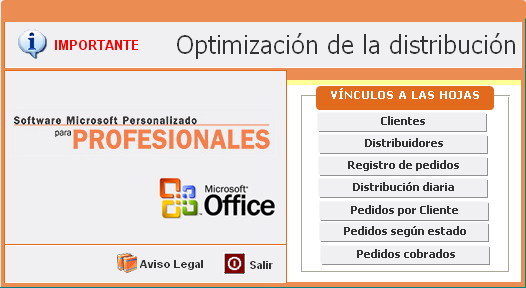 IMPORTANTE
Optimización de la distribución
Software Microsoft Personalizado
para PROFESIONALES
Microsoft
Office
VÍNCULOS A LAS HOJAS
Clientes
Distribuidores
Registro de pedidos
Distribución diaria
Pedidos por Cliente
Pedidos según estado
Pedidos cobrados
Aviso Legal
Salir